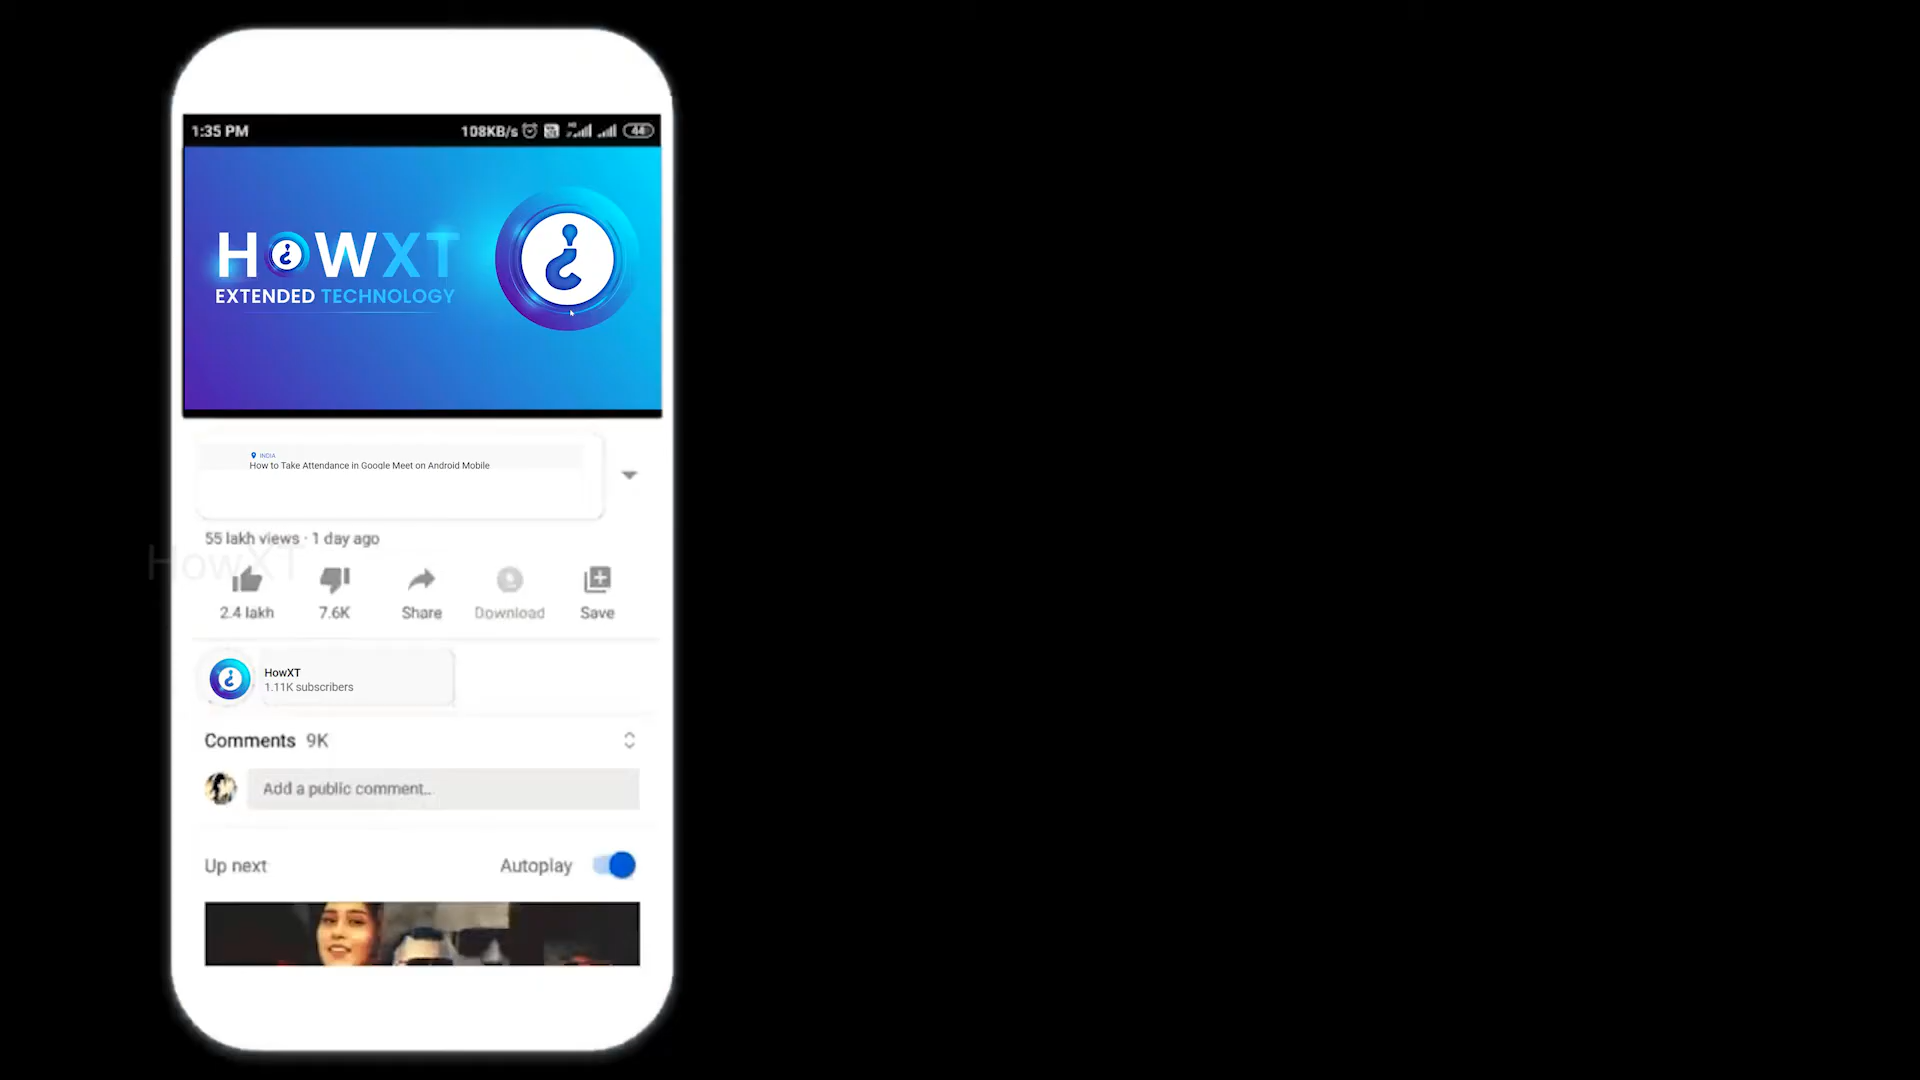 1:35 PM 108KB/s 44
HOWXT
EXTENDED TECHNOLOGY
INDIA
How to Take Attendance in Google Meet on Android Mobile
55 lakh views · 1 day ago
HowXT
2.4 lakh 7.6K Share Download Save
HowXT
1.11K subscribers
Comments 9K
Add a public comment...
Up next Autoplay